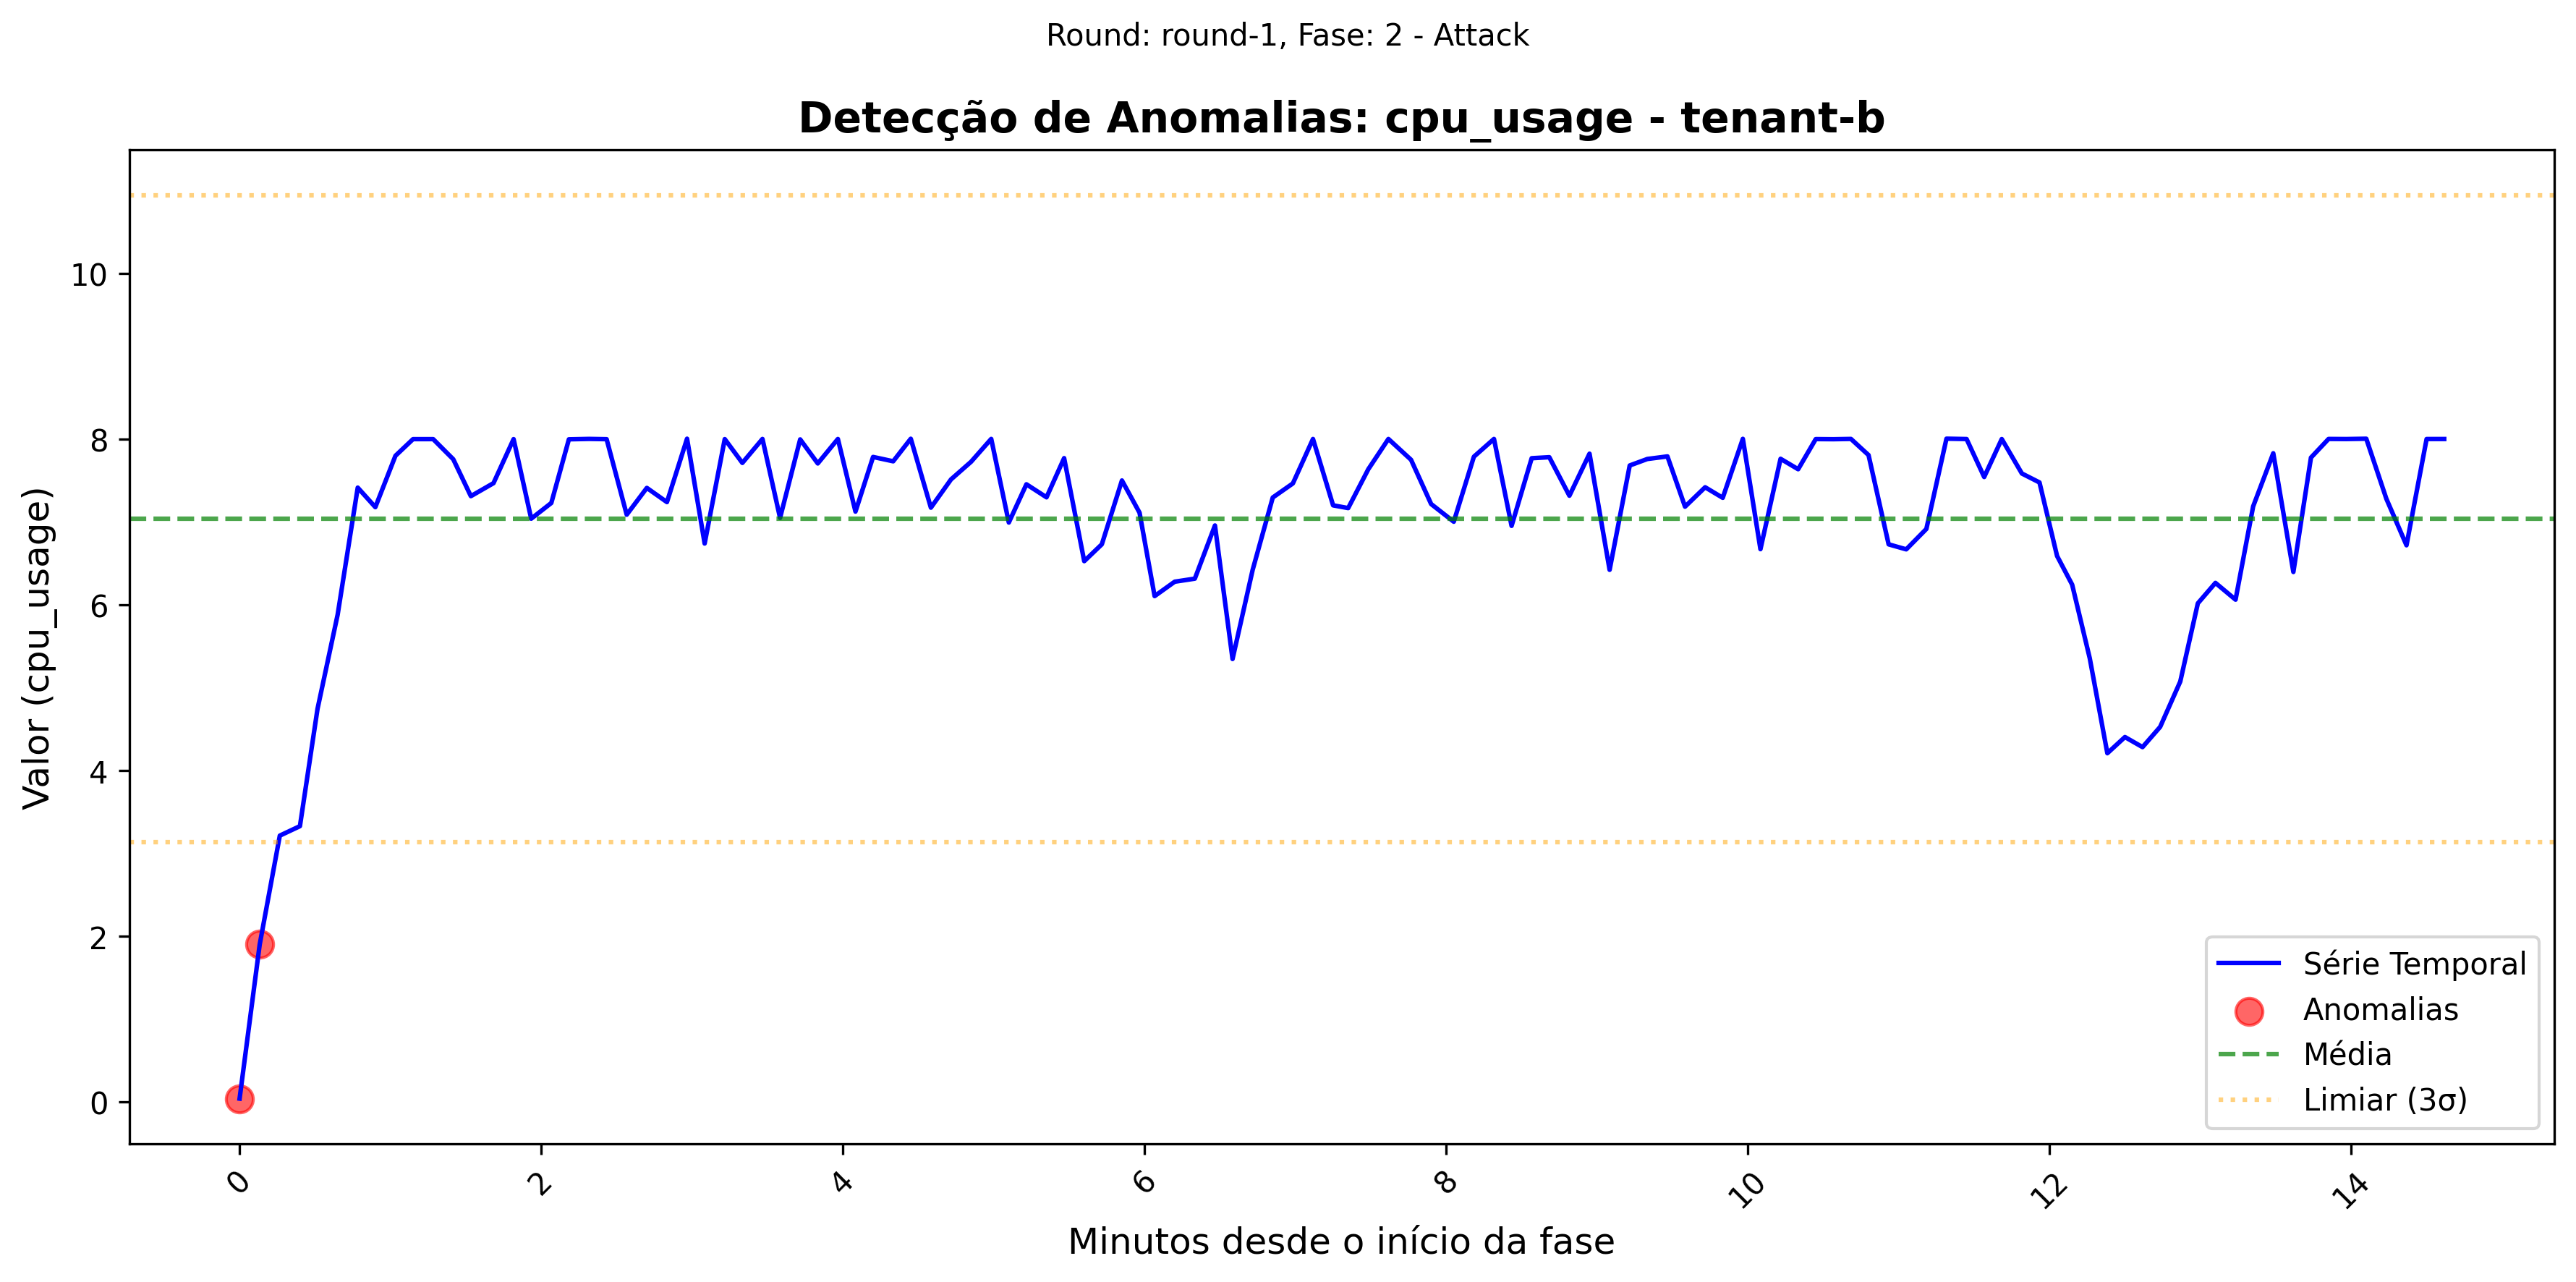 Round: round-1, Fase: 2 - Attack
Detecção de Anomalias: cpu_usage - tenant-b
Valor (cpu_usage)
10
8
6
4
2
0
Série Temporal
Anomalias
Média
Limiar (3σ)
0
2
4
6
8
10
12
14
Minutos desde o início da fase